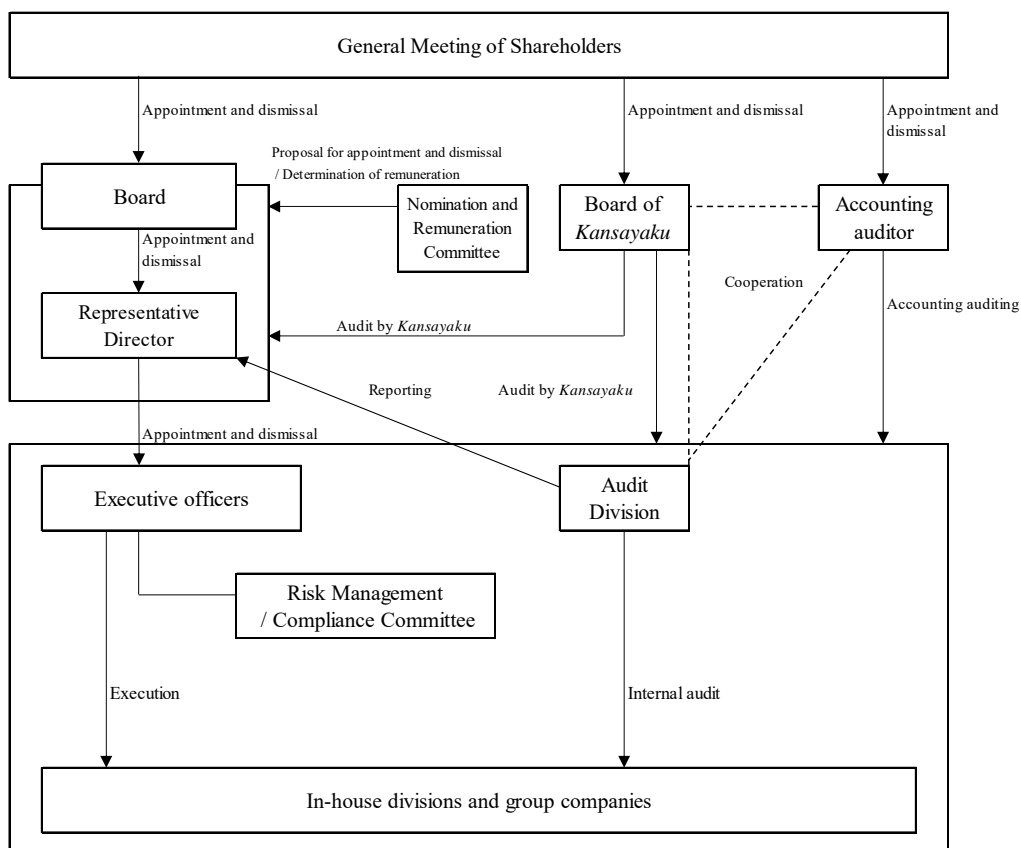 General Meeting of Shareholders
Appointment and dismissal
Appointment and dismissal
Appointment and
dismissal
Proposal for appointment and dismissal
/ Determination of remuneration
Board
Nomination and
Remuneration
Committee
Board of
Kansayaku
Accounting
auditor
Appointment and
dismissal
Cooperation
Representative
Director
Audit by Kansayaku
Accounting auditing
Reporting
Audit by Kansayaku
Appointment and dismissal
Executive officers
Audit
Division
Risk Management
/ Compliance Committee
Execution
Internal audit
In-house divisions and group companies